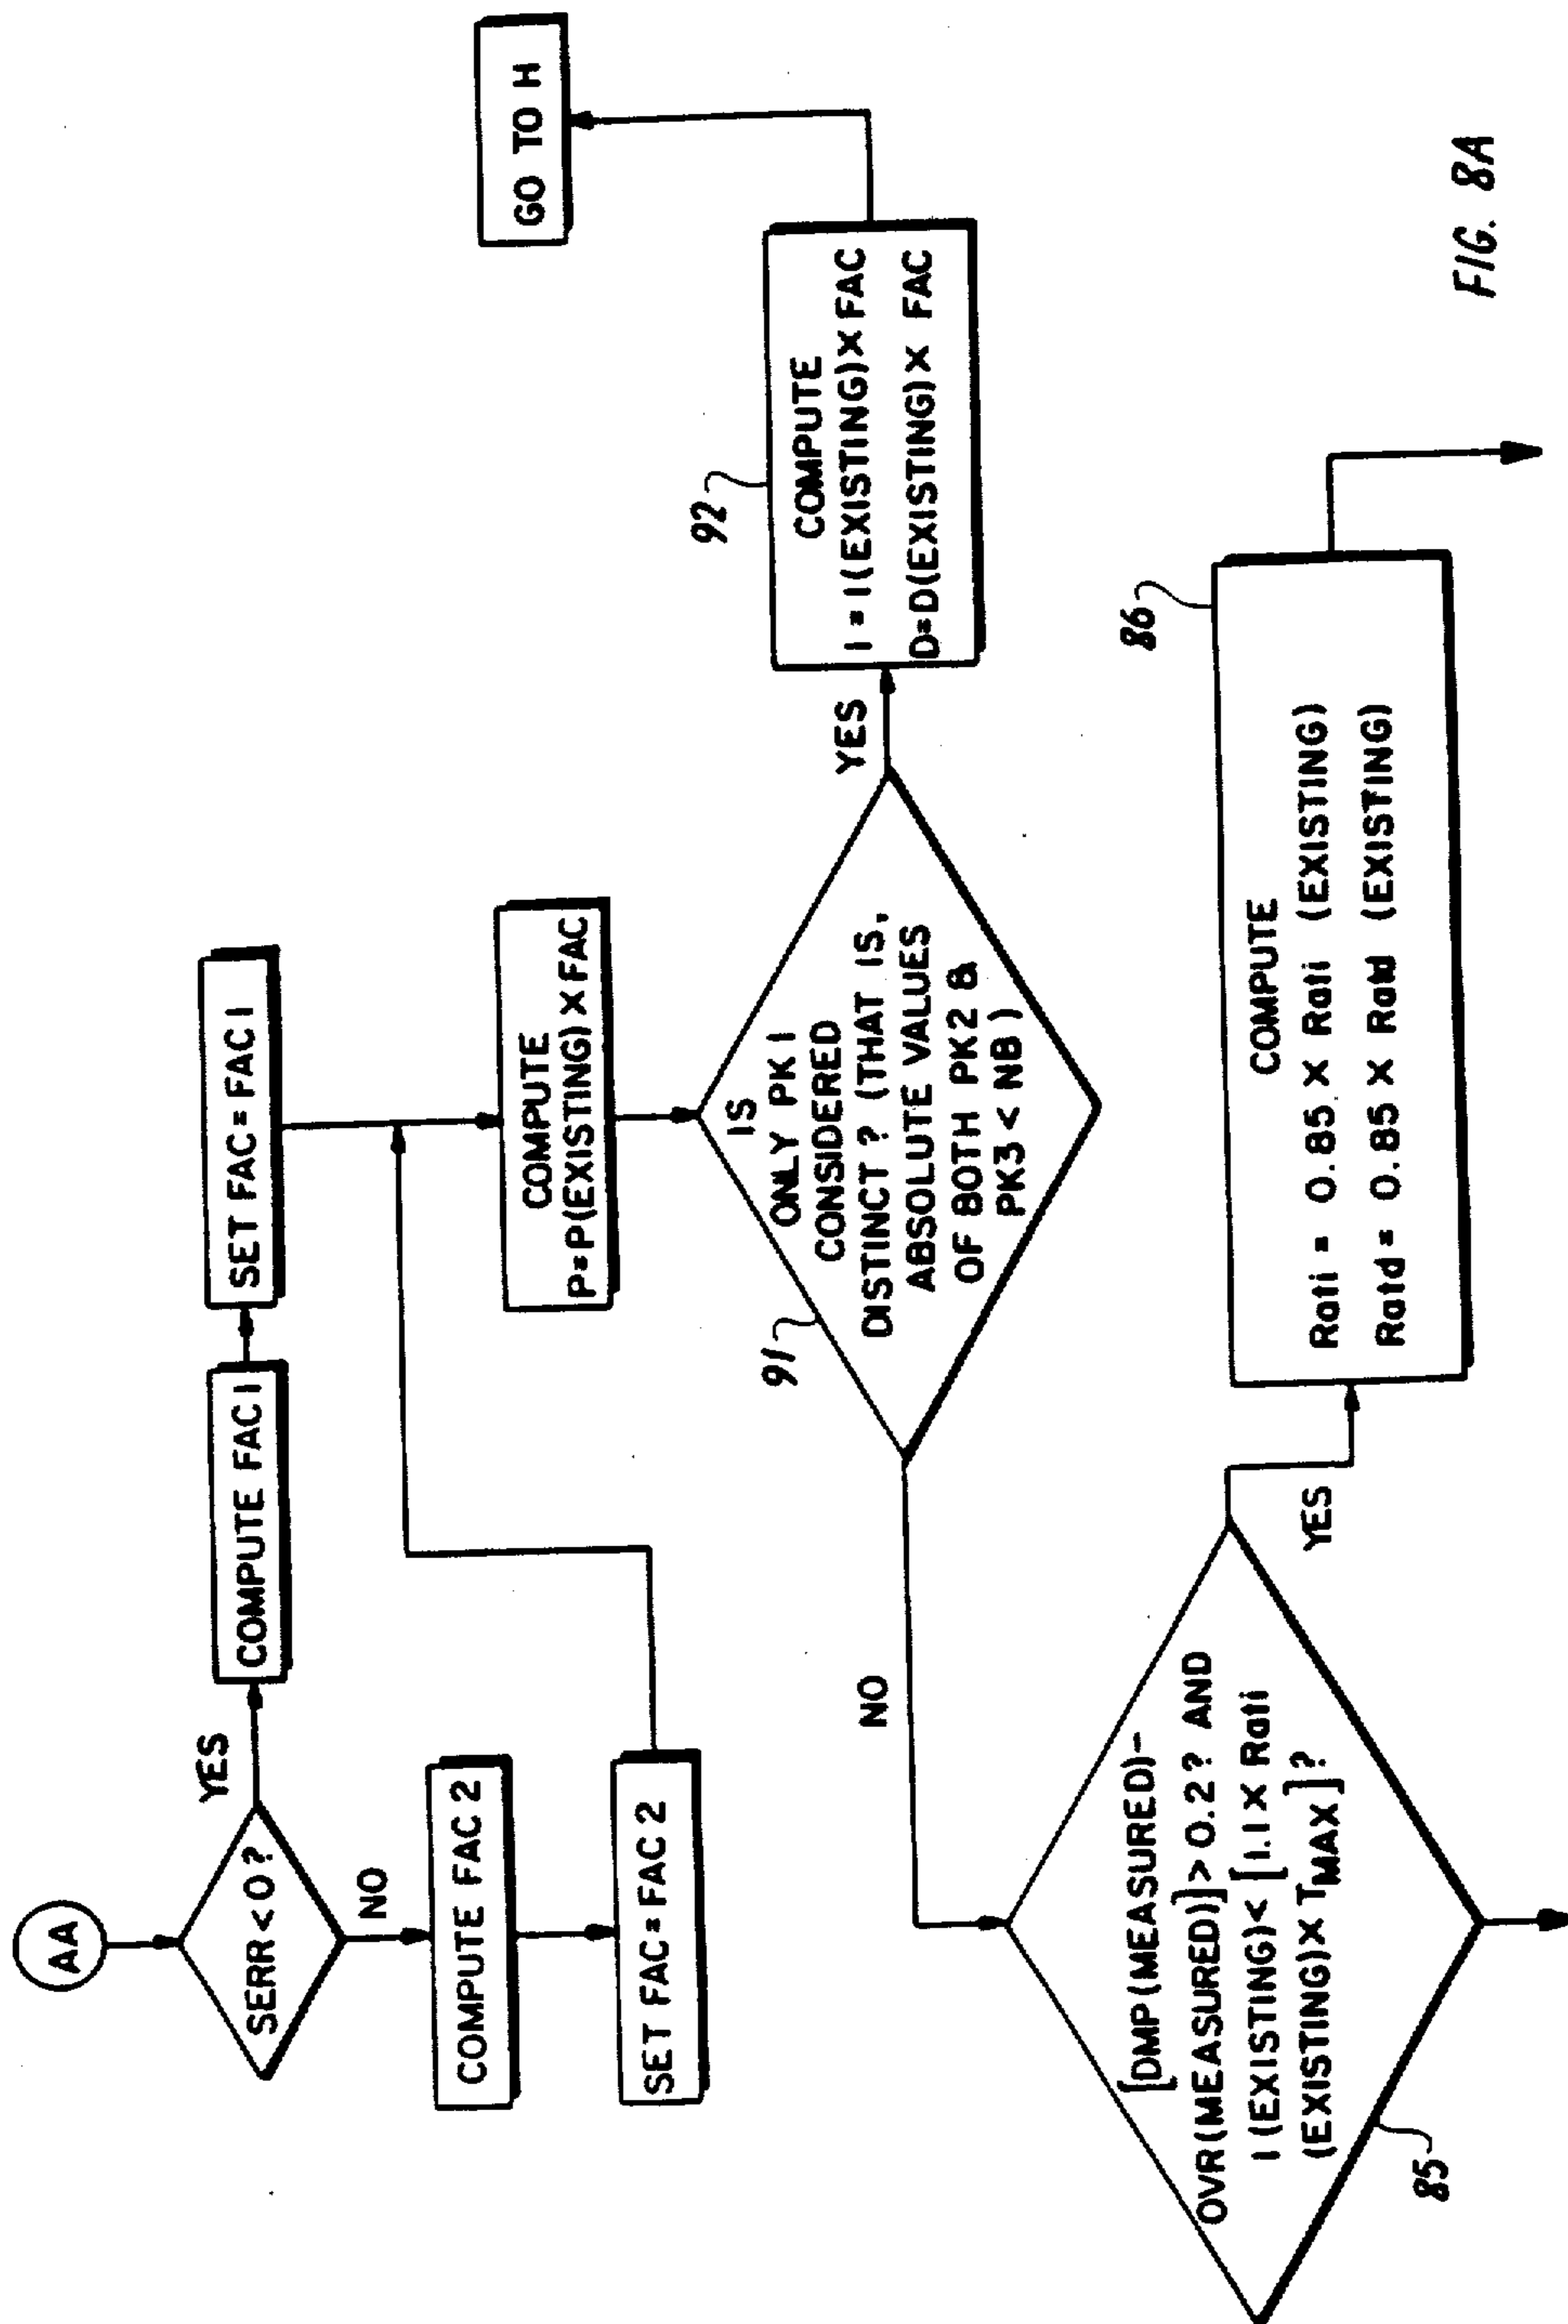 AA
SERR < 0 ?
YES
NO
COMPUTE FAC 1
SET FAC = FAC 1
COMPUTE FAC 2
SET FAC = FAC 2
COMPUTE
P=P(EXISTING) X FAC
91
IS
ONLY PK 1
CONSIDERED
DISTINCT ? (THAT IS,
ABSOLUTE VALUES
OF BOTH PK2 &
PK3 < NB)
YES
NO
92
COMPUTE
I = I(EXISTING) X FAC
D=D(EXISTING) X FAC
GO TO H
[DMP(MEASURED)-
OVR(MEASURED)] > 0.2 ? AND
I (EXISTING) < [1.1 X Rati
(EXISTING) X TMAX] ?
85
YES
86
COMPUTE
Rati = 0.85 X Rati (EXISTING)
Ratd = 0.85 X Ratd (EXISTING)
FIG. 8A